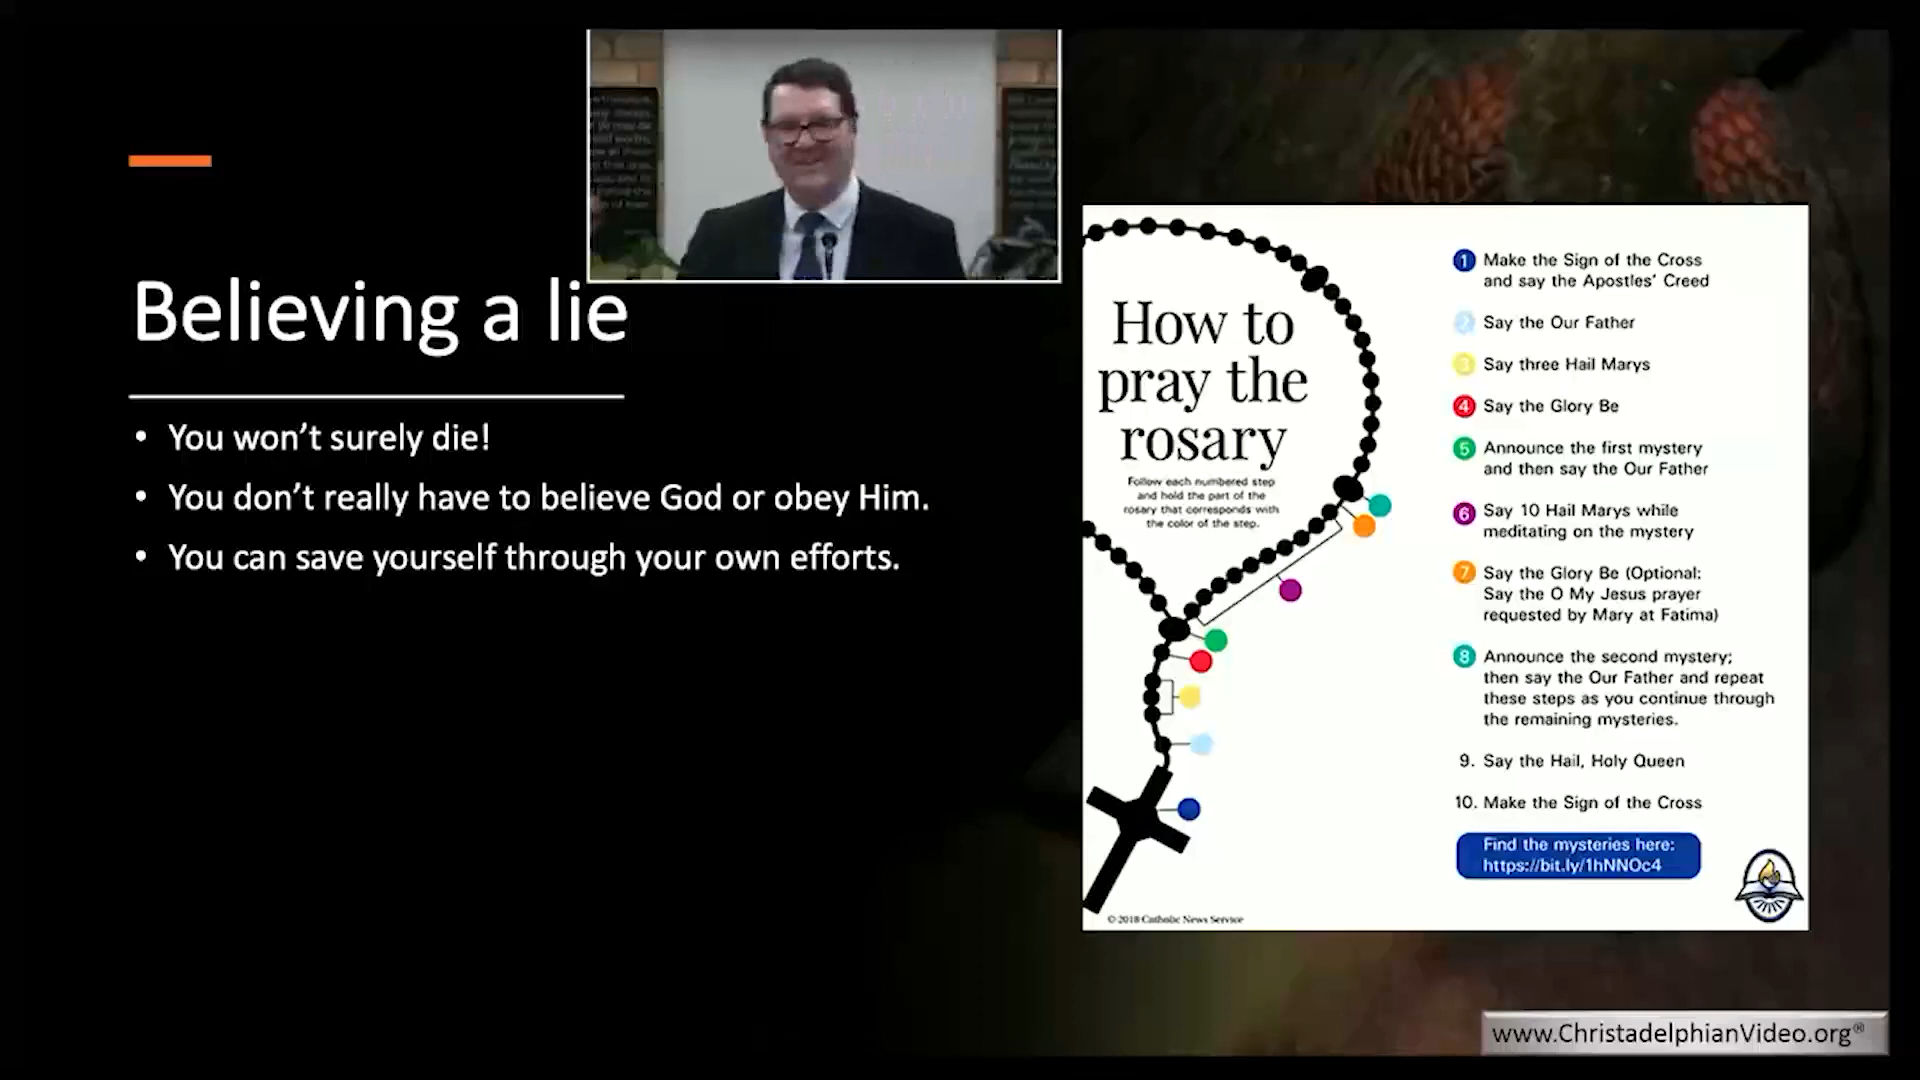 Believing a lie
• You won't surely die!
• You don't really have to believe God or obey Him.
• You can save yourself through your own efforts.
How to
pray the
rosary
Follow each numbered step
and hold the part of the
rosary that corresponds with
the color of the step.
1 Make the Sign of the Cross
and say the Apostles' Creed
2 Say the Our Father
3 Say three Hail Marys
4 Say the Glory Be
5 Announce the first mystery
and then say the Our Father
6 Say 10 Hail Marys while
meditating on the mystery
7 Say the Glory Be (Optional:
Say the O My Jesus prayer
requested by Mary at Fatima)
8 Announce the second mystery;
then say the Our Father and repeat
these steps as you continue through
the remaining mysteries.
9. Say the Hail, Holy Queen
10. Make the Sign of the Cross
Find the mysteries here:
https://bit.ly/1hNNOc4
© 2018 Catholic News Service
www.ChristadelphianVideo.org®